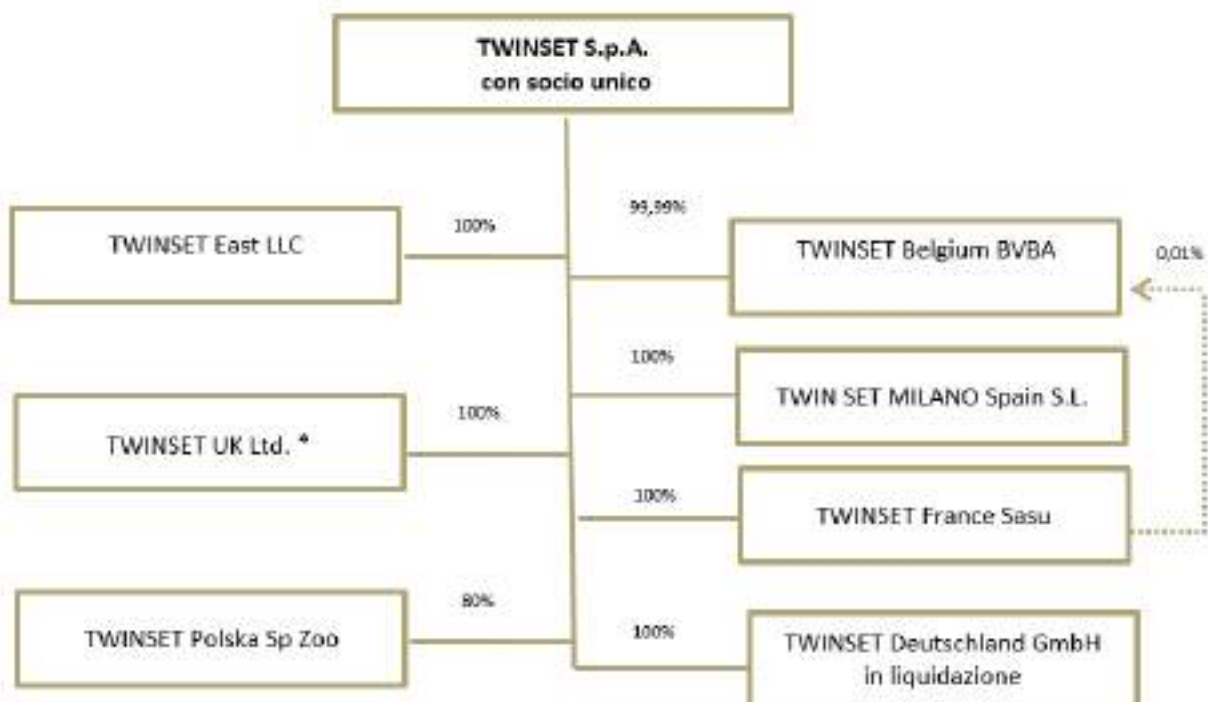 TWINSET S.p.A.
con socio unico
99,99%
100%
TWINSET East LLC
TWINSET Belgium BVBA
0,01%
100%
TWIN SET MILANO Spain S.L.
100%
TWINSET UK Ltd. *
100%
TWINSET France Sasu
80%
TWINSET Polska Sp Zoo
100%
TWINSET Deutschland GmbH
in liquidazione